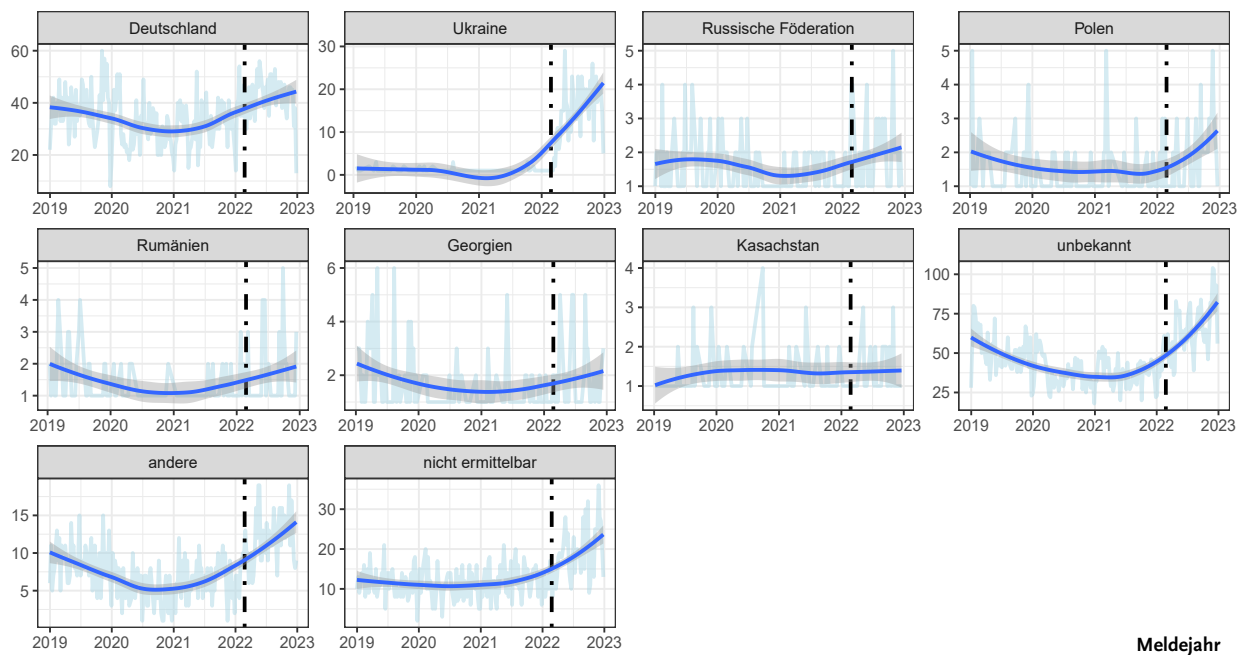 Deutschland Ukraine Russische Föderation Polen
60 30 5 5
40 20 4 4
20 10 3 3
0 2 2
1 1
2019 2020 2021 2022 2023 2019 2020 2021 2022 2023 2019 2020 2021 2022 2023 2019 2020 2021 2022 2023
Rumänien Georgien Kasachstan unbekannt
5 6 4 100
4 4 3 75
3 2 2 50
2 1 25
1
2019 2020 2021 2022 2023 2019 2020 2021 2022 2023 2019 2020 2021 2022 2023 2019 2020 2021 2022 2023
andere nicht ermittelbar
15 30
10 20
5 10
2019 2020 2021 2022 2023 2019 2020 2021 2022 2023
Meldejahr